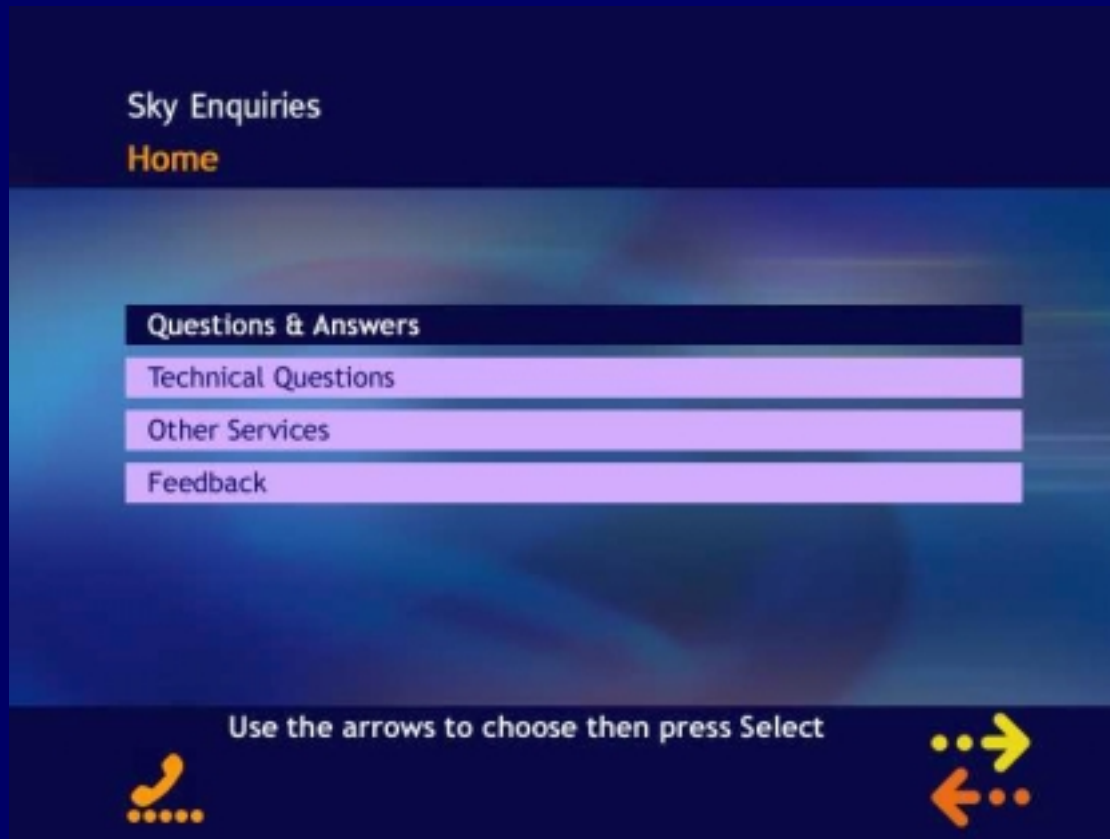 Sky Enquiries
Home
Questions & Answers
Technical Questions
Other Services
Feedback
Use the arrows to choose then press Select